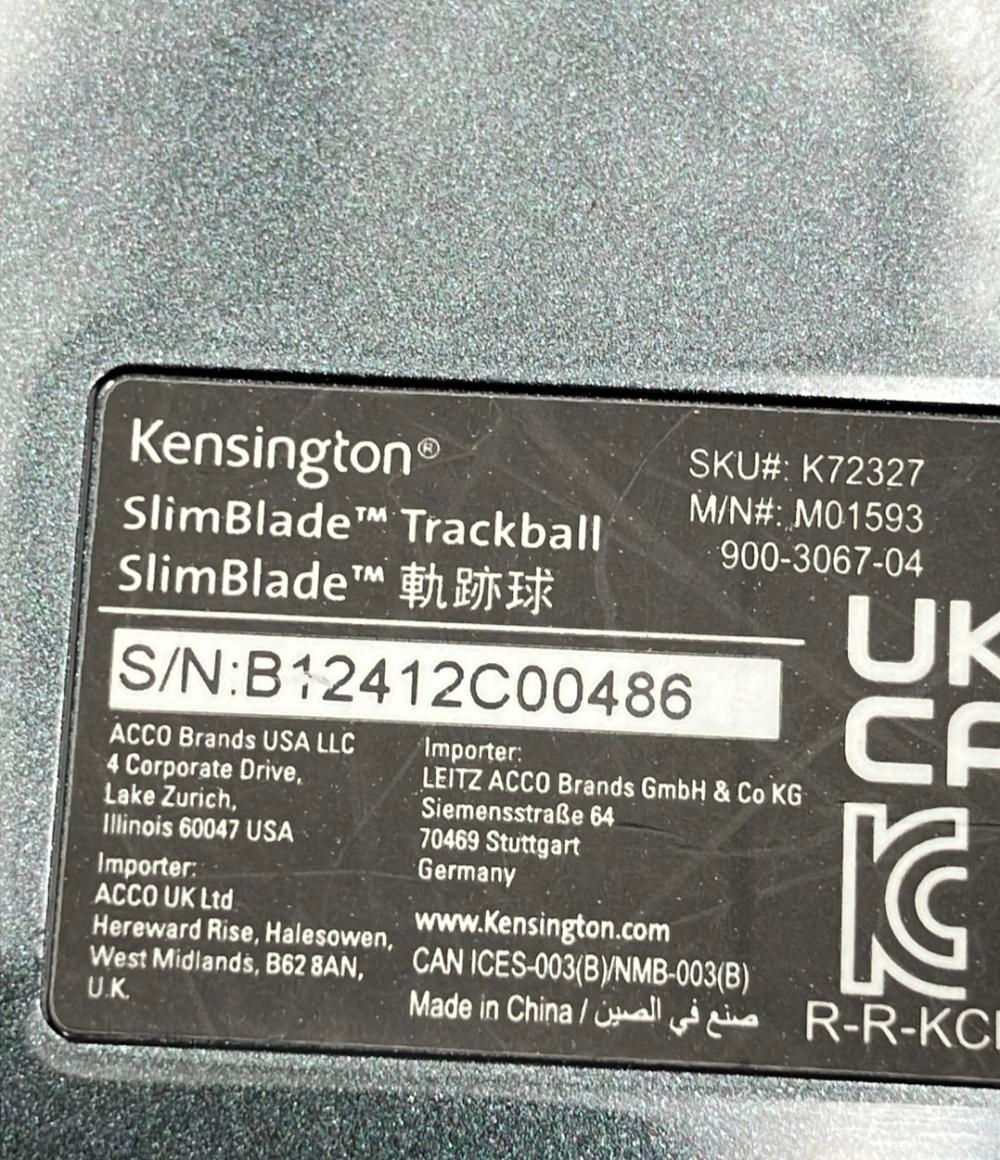 Kensington®
SlimBlade™ Trackball
SlimBlade™ 軌跡球
SKU#: K72327
M/N#: M01593
900-3067-04
S/N:B12412C00486
ACCO Brands USA LLC
4 Corporate Drive,
Lake Zurich,
Illinois 60047 USA
Importer:
ACCO UK Ltd
Hereward Rise, Halesowen,
West Midlands, B62 8AN,
U.K.
Importer:
LEITZ ACCO Brands GmbH & Co KG
Siemensstraße 64
70469 Stuttgart
Germany
www.Kensington.com
CAN ICES-003(B)/NMB-003(B)
Made in China / صنع في الصين
UK
CA
KC